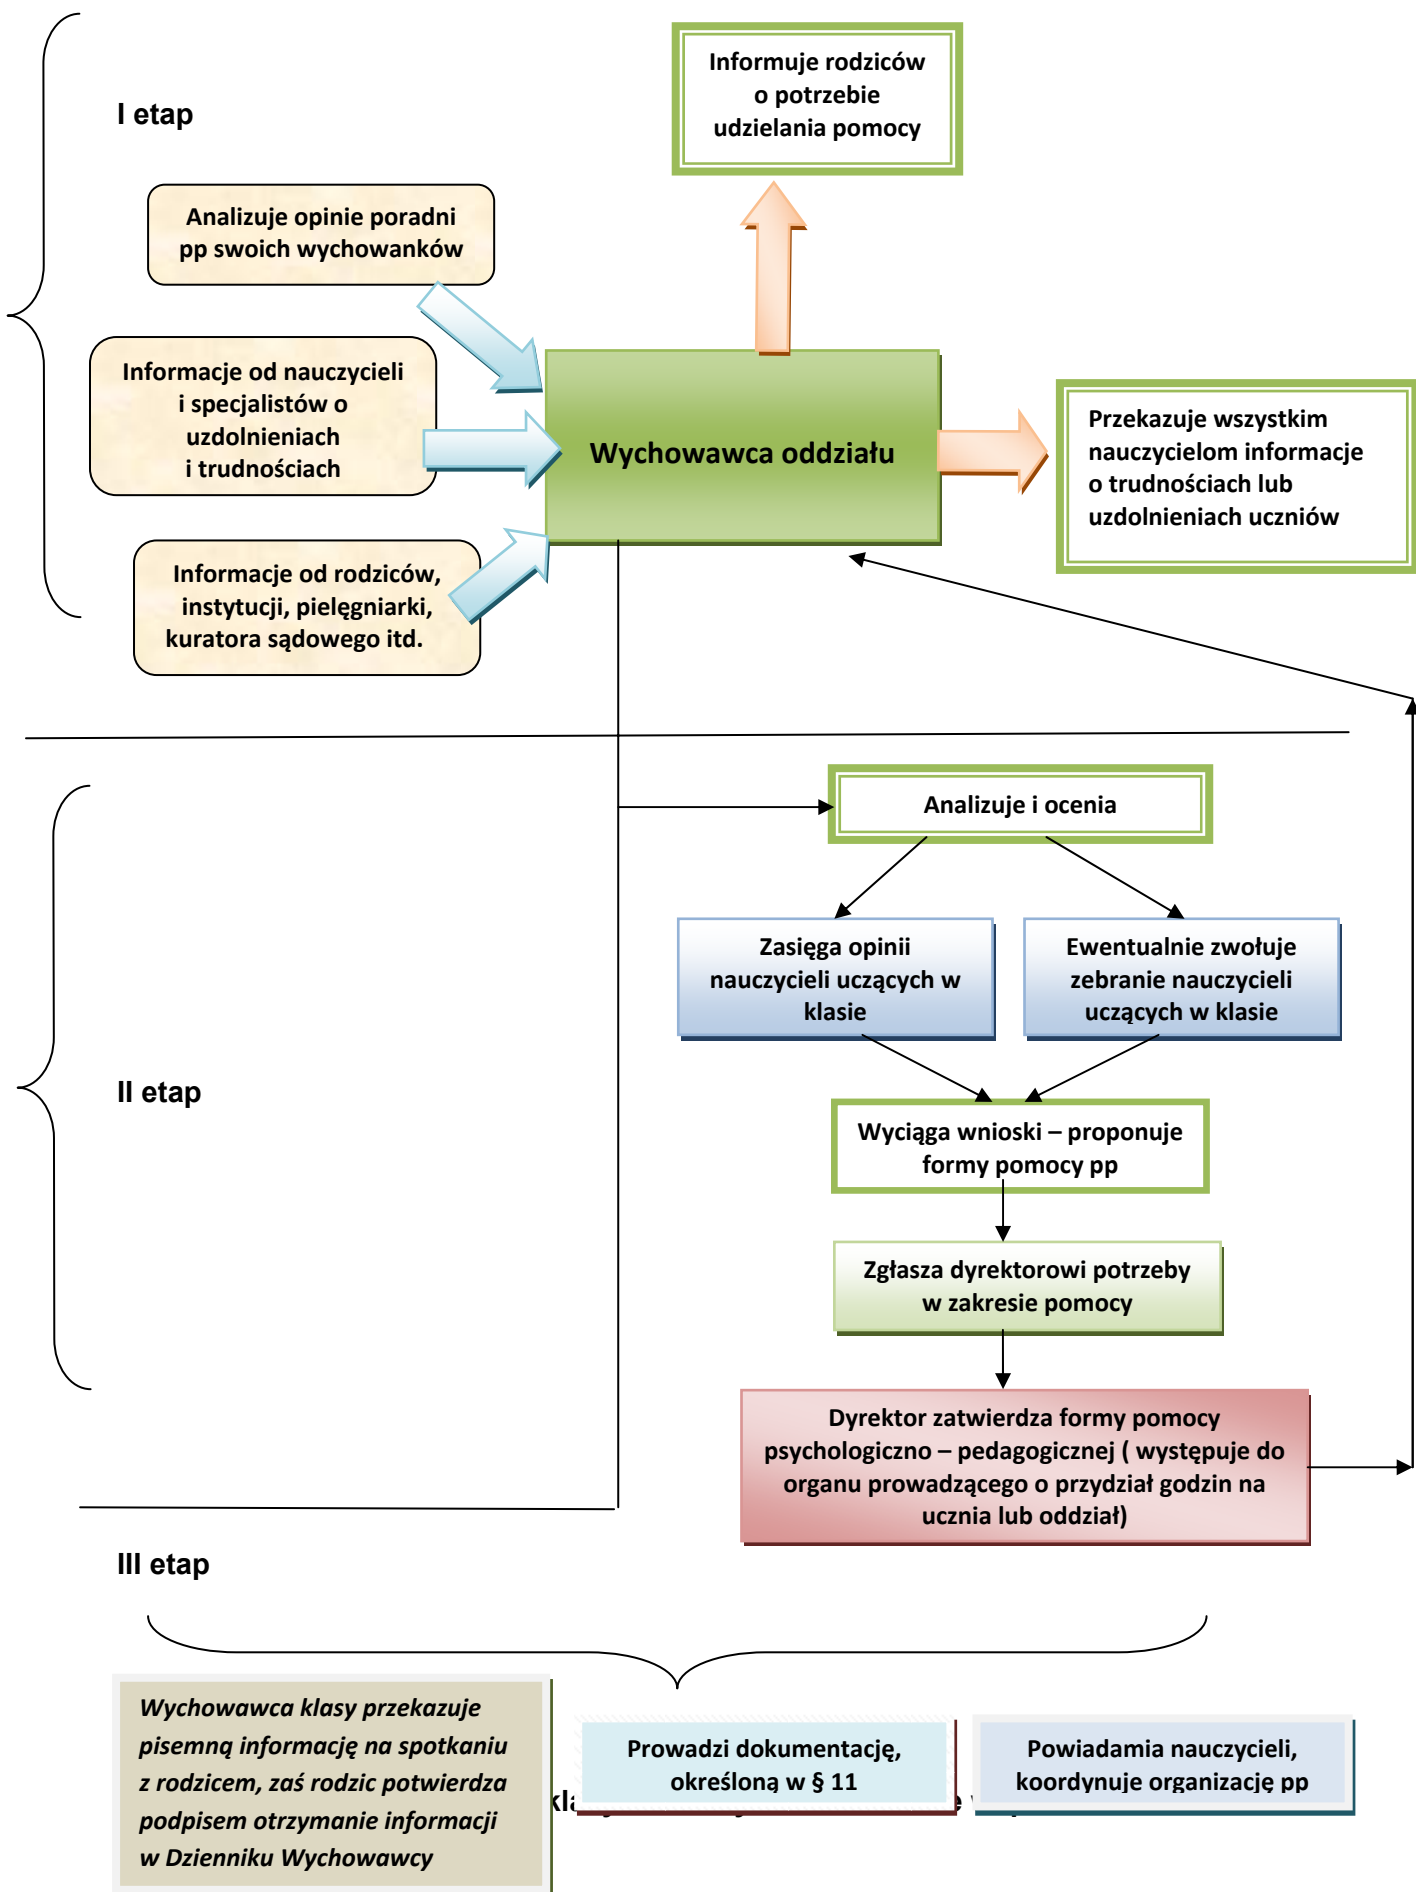 Informuje rodziców
o potrzebie
udzielania pomocy
I etap
Analizuje opinie poradni
pp swoich wychowanków
Informacje od nauczycieli
i specjalistów o
uzdolnieniach
i trudnościach
Wychowawca oddziału
Przekazuje wszystkim
nauczycielom informacje
o trudnościach lub
uzdolnieniach uczniów
Informacje od rodziców,
instytucji, pielęgniarki,
kuratora sądowego itd.
Analizuje i ocenia
Zasięga opinii
nauczycieli uczących w
klasie
Ewentualnie zwołuje
zebranie nauczycieli
uczących w klasie
II etap
Wyciąga wnioski – proponuje
formy pomocy pp
Zgłasza dyrektorowi potrzeby
w zakresie pomocy
Dyrektor zatwierdza formy pomocy
psychologiczno – pedagogicznej ( występuje do
organu prowadzącego o przydział godzin na
ucznia lub oddział)
III etap
Wychowawca klasy przekazuje
pisemną informację na spotkaniu
z rodzicem, zaś rodzic potwierdza
podpisem otrzymanie informacji
w Dzienniku Wychowawcy
Prowadzi dokumentację,
określoną w § 11
Powiadamia nauczycieli,
koordynuje organizację pp